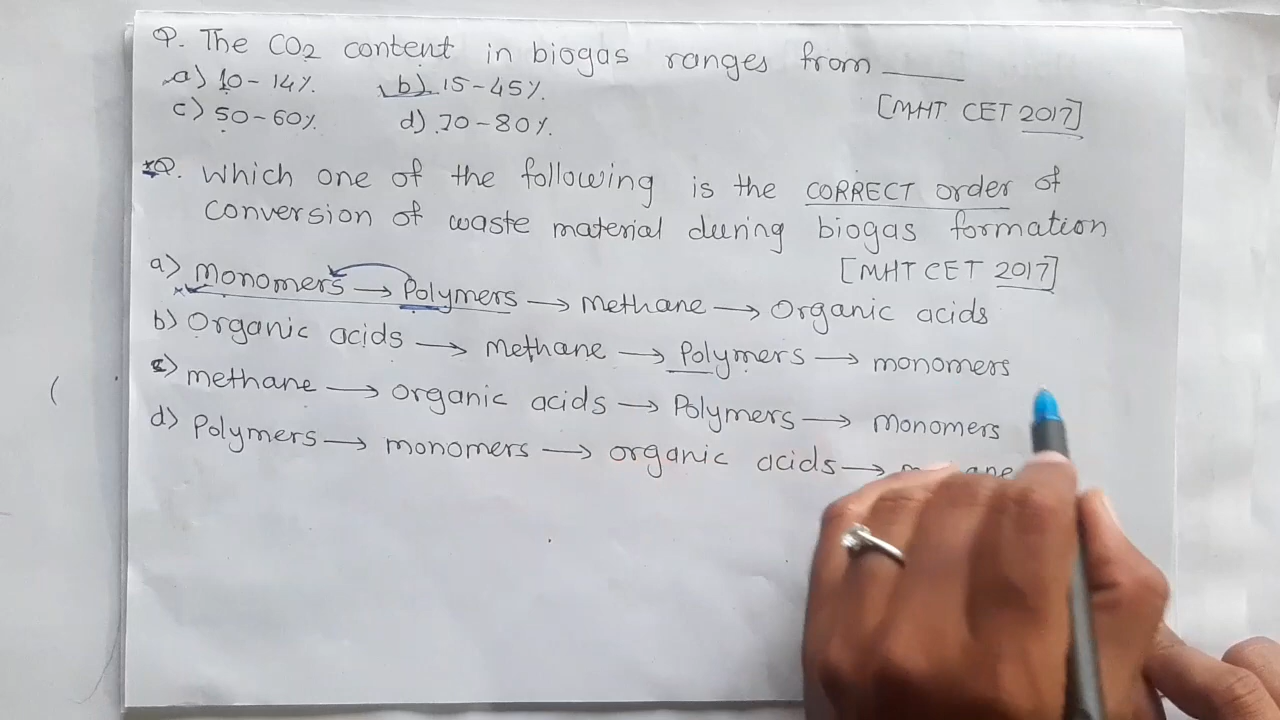 Q. The CO2 content in biogas ranges from ____
a) 10-14%. b) 15-45%.
[MHT CET 2017]
c) 50-60%. d) 70-80%.
*Q. Which one of the following is the CORRECT order of
conversion of waste material during biogas formation
[MHT CET 2017]
a) Monomers → Polymers → Methane → Organic acids
b) Organic acids → Methane → Polymers → monomers
c) methane → organic acids → Polymers → Monomers
d) Polymers → monomers → organic acids →